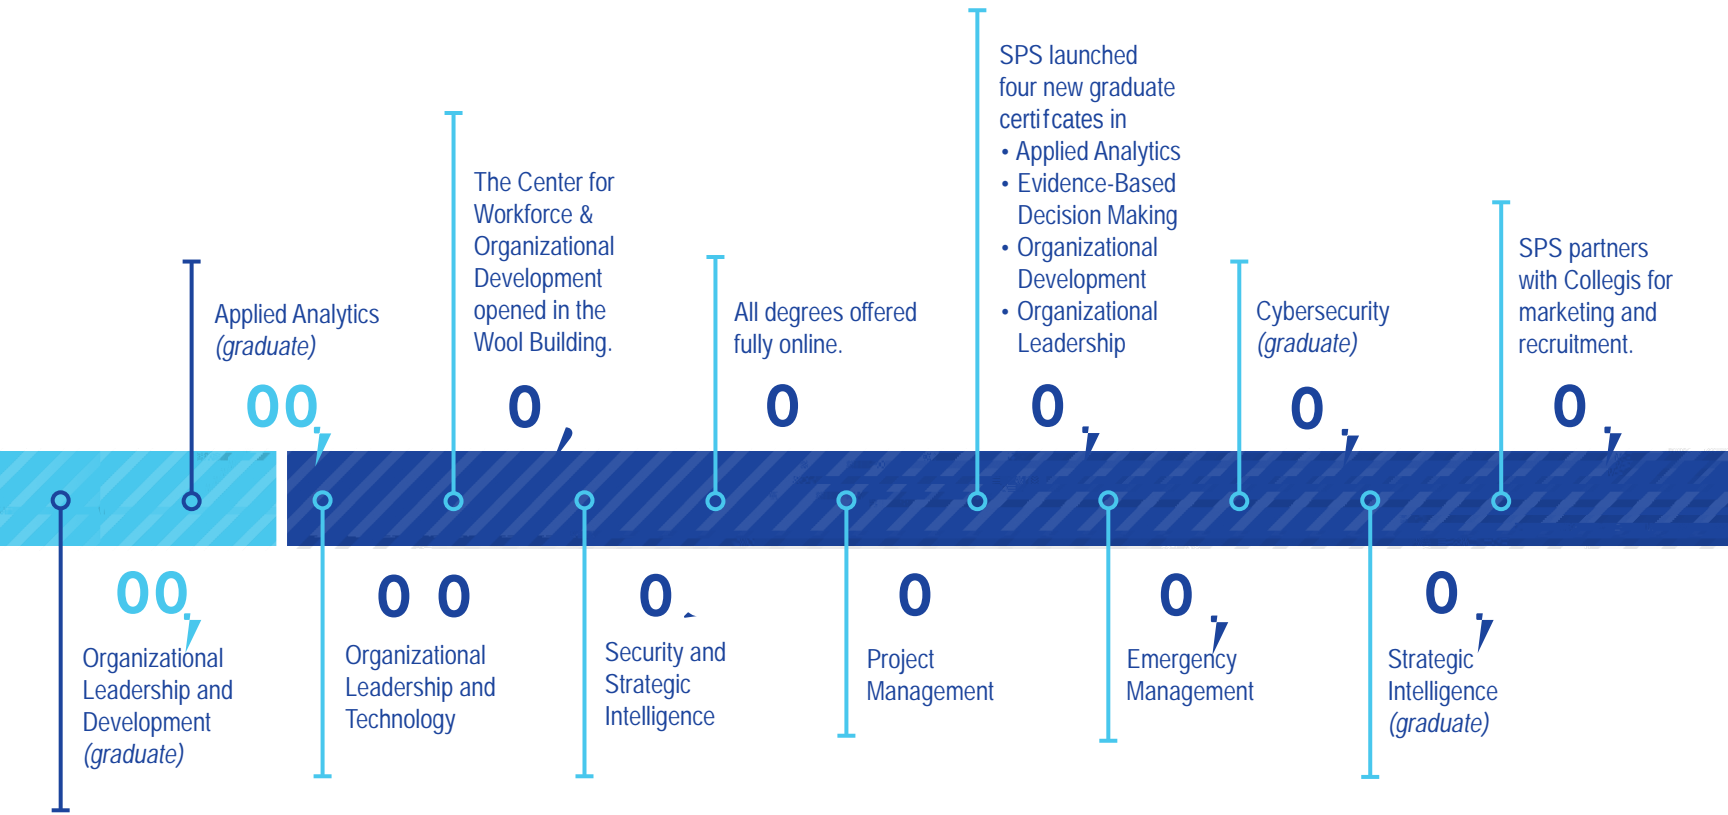 SPS launched
four new graduate
certifcates in
• Applied Analytics
• Evidence-Based
Decision Making
• Organizational
Development
• Organizational
Leadership
The Center for
Workforce &
Organizational
Development
opened in the
Wool Building.
SPS partners
with Collegis for
marketing and
recruitment.
Applied Analytics
(graduate)
All degrees offered
fully online.
Cybersecurity
(graduate)
Organizational
Leadership and
Development
(graduate)
Organizational
Leadership and
Technology
Security and
Strategic
Intelligence
Project
Management
Emergency
Management
Strategic
Intelligence
(graduate)